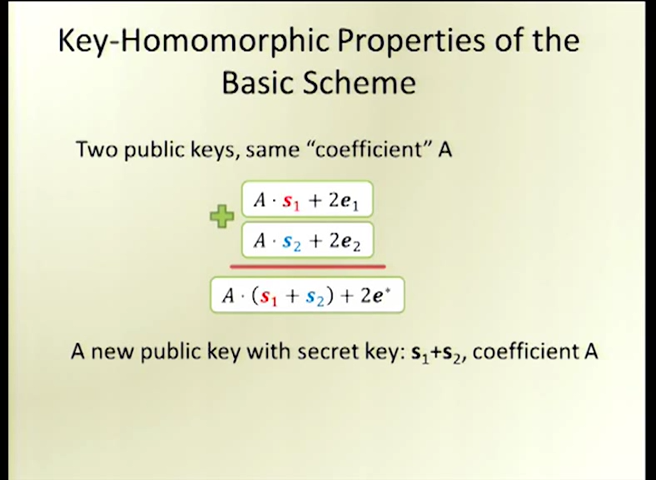 Key-Homomorphic Properties of the
Basic Scheme
Two public keys, same “coefficient” A
A · s₁ + 2e₁
A · s₂ + 2e₂
A · (s₁ + s₂) + 2e*
A new public key with secret key: s₁+s₂, coefficient A